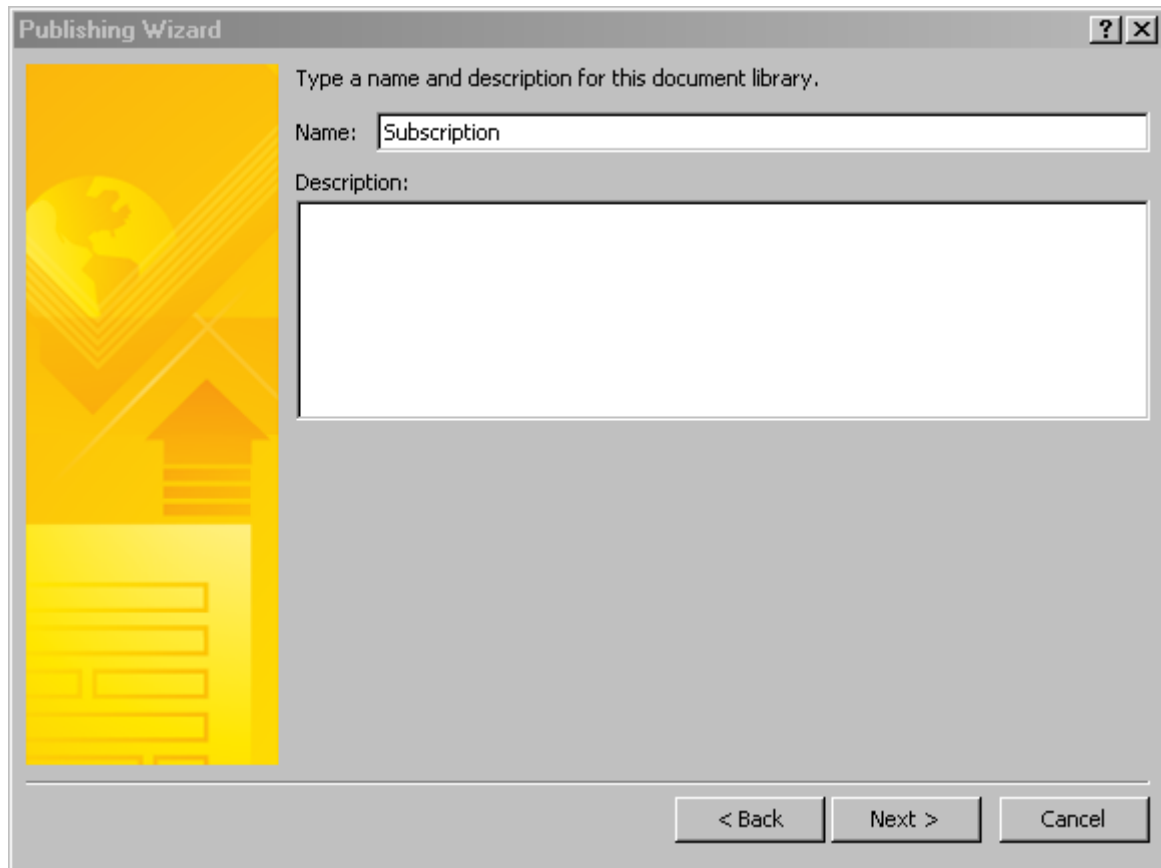 Publishing Wizard
Type a name and description for this document library.
Name: Subscription
Description:
< Back Next > Cancel